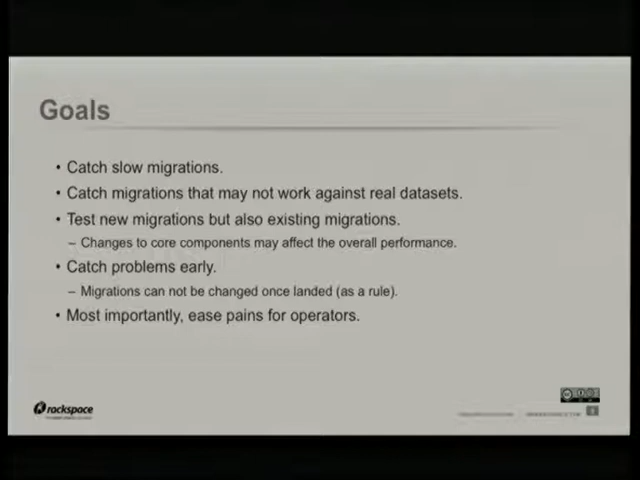 Goals
• Catch slow migrations.
• Catch migrations that may not work against real datasets.
• Test new migrations but also existing migrations.
– Changes to core components may affect the overall performance.
• Catch problems early.
– Migrations can not be changed once landed (as a rule).
• Most importantly, ease pains for operators.
rackspace